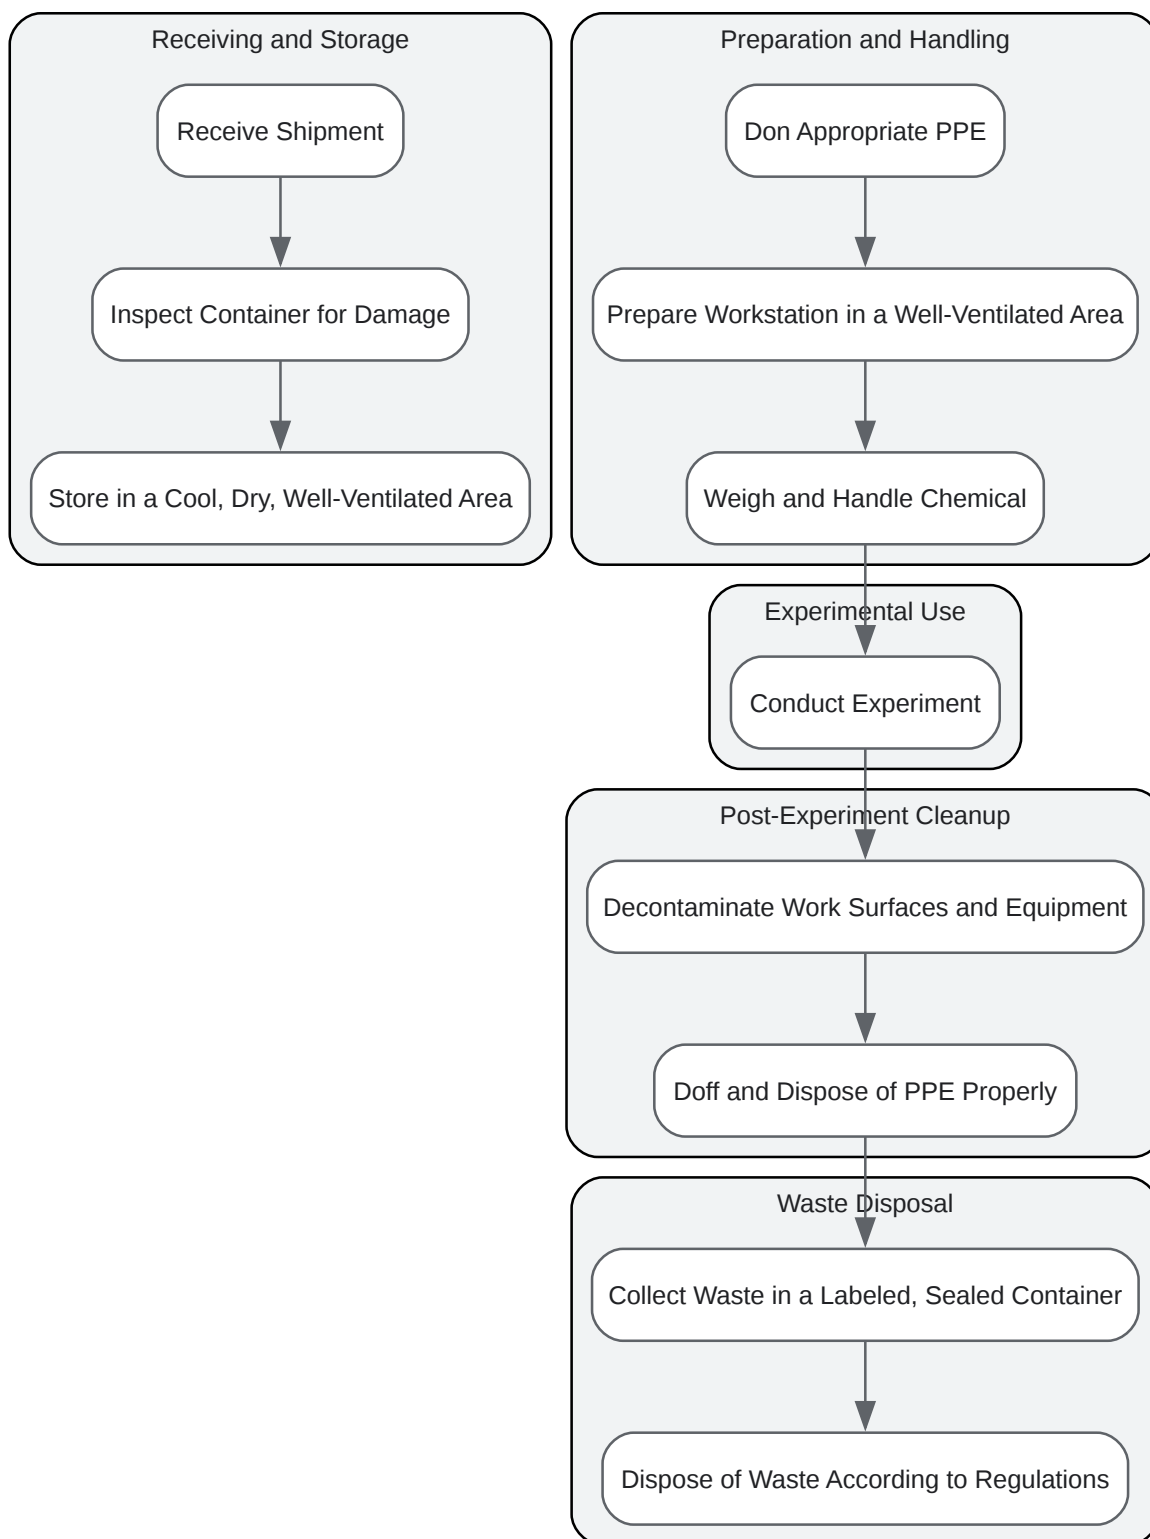 Receiving and Storage
Receive Shipment
Inspect Container for Damage
Store in a Cool, Dry, Well-Ventilated Area
Preparation and Handling
Don Appropriate PPE
Prepare Workstation in a Well-Ventilated Area
Weigh and Handle Chemical
Experimental Use
Conduct Experiment
Post-Experiment Cleanup
Decontaminate Work Surfaces and Equipment
Doff and Dispose of PPE Properly
Waste Disposal
Collect Waste in a Labeled, Sealed Container
Dispose of Waste According to Regulations